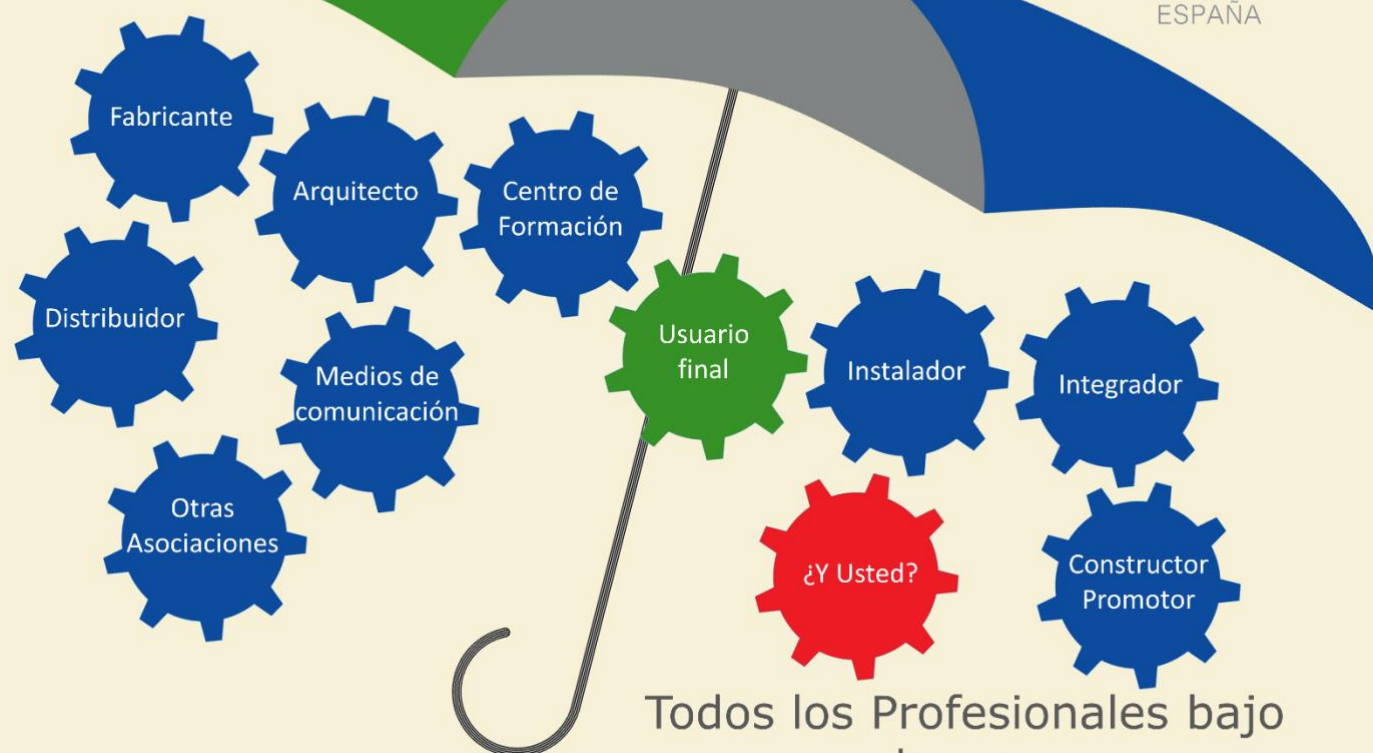 ESPAÑA
Fabricante
Arquitecto
Centro de
Formación
Distribuidor
Medios de
comunicación
Usuario
final
Instalador
Integrador
Otras
Asociaciones
¿Y Usted?
Constructor
Promotor
Todos los Profesionales bajo